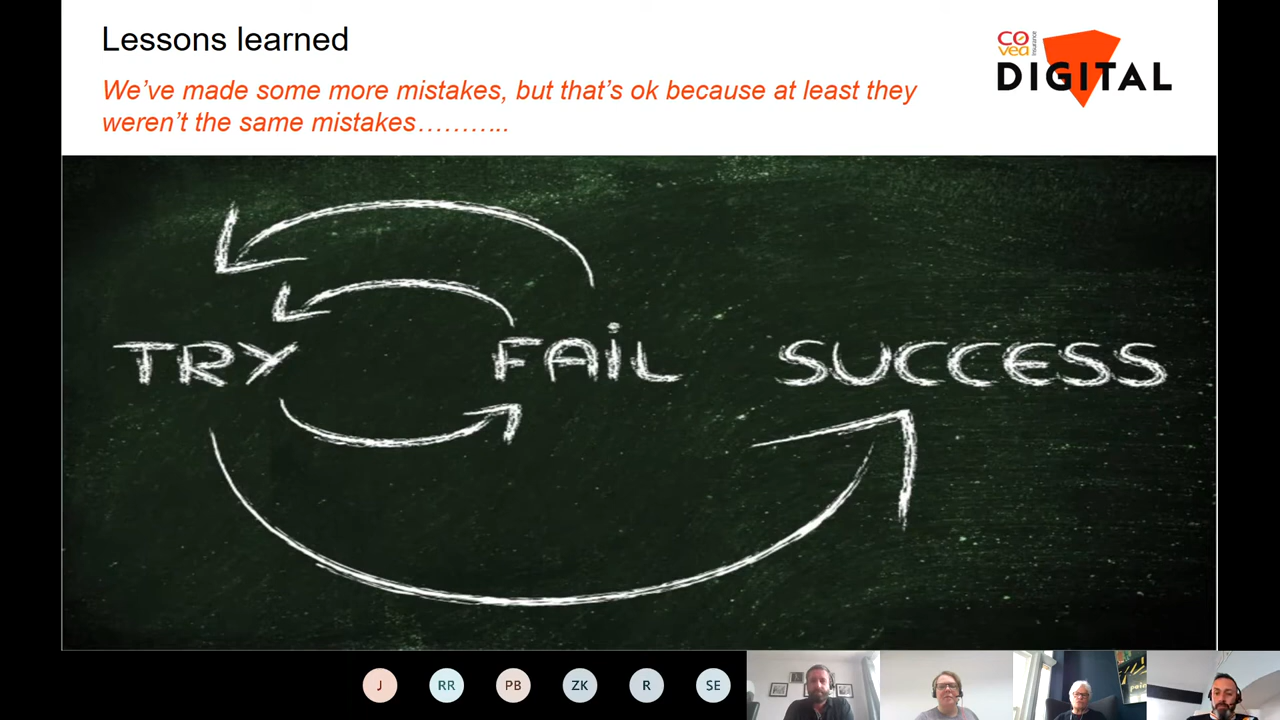 Lessons learned
We’ve made some more mistakes, but that’s ok because at least they
weren’t the same mistakes………..
CO
vea
insurance
DIGITAL
TRY FAIL SUCCESS
J RR PB ZK R SE